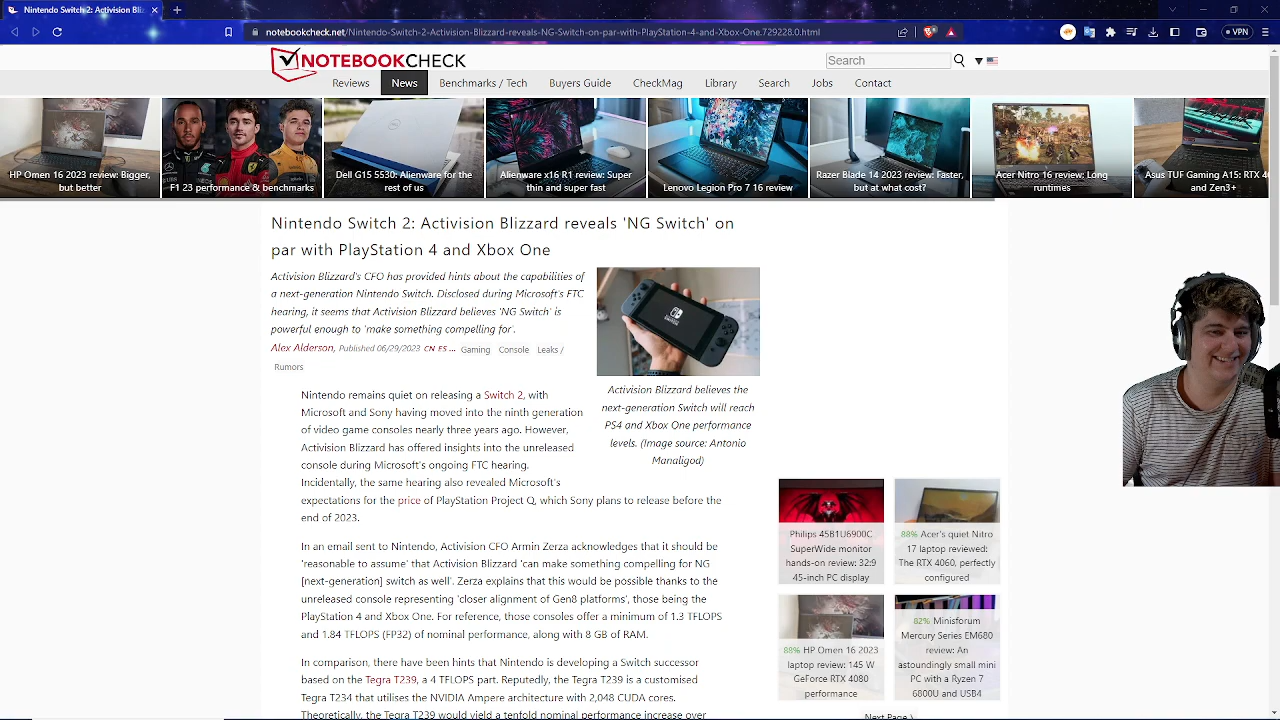 Nintendo Switch 2: Activision Bliz
notebookcheck.net/Nintendo-Switch-2-Activision-Blizzard-reveals-NG-Switch-on-par-with-PlayStation-4-and-Xbox-One.729228.0.html
VPN
NOTEBOOKCHECK
Search
Reviews News Benchmarks / Tech Buyers Guide CheckMag Library Search Jobs Contact
HP Omen 16 2023 review: Bigger, but better
F1 23 Performance & benchmarks
Dell G15 5530: Alienware for the rest of us
Alienware x16 R1 review: Super thin and super fast
Lenovo Legion Pro 7 16 review
Razer Blade 14 2023 review: Faster, but at what cost?
Acer Nitro 16 review: Long runtimes
Asus TUF Gaming A15: RTX 4
and Zen3+
Nintendo Switch 2: Activision Blizzard reveals 'NG Switch' on
par with PlayStation 4 and Xbox One
Activision Blizzard's CFO has provided hints about the capabilities of
a next-generation Nintendo Switch. Disclosed during Microsoft's FTC
hearing, it seems that Activision Blizzard believes 'NG Switch' is
powerful enough to 'make something compelling for'.
Alex Alderson, Published 06/29/2023 CN ES ... Gaming Console Leaks /
Rumors
Activision Blizzard believes the
next-generation Switch will reach
PS4 and Xbox One performance
levels. (Image source: Antonio
Manaligod)
Nintendo remains quiet on releasing a Switch 2, with
Microsoft and Sony having moved into the ninth generation
of video game consoles nearly three years ago. However,
Activision Blizzard has offered insights into the unreleased
console during Microsoft's ongoing FTC hearing.
Incidentally, the same hearing also revealed Microsoft's
expectations for the price of PlayStation Project Q, which Sony plans to release before the
end of 2023.
In an email sent to Nintendo, Activision CFO Armin Zerza acknowledges that it should be
'reasonable to assume' that Activision Blizzard 'can make something compelling for NG
[next-generation] switch as well'. Zerza explains that this would be possible thanks to the
unreleased console representing 'closer alignment of Gen8 platforms', those being the
PlayStation 4 and Xbox One. For reference, those consoles offer a minimum of 1.3 TFLOPS
and 1.84 TFLOPS (FP32) of nominal performance, along with 8 GB of RAM.
In comparison, there have been hints that Nintendo is developing a Switch successor
based on the Tegra T239, a 4 TFLOP part. Reputedly, the Tegra T239 is a customised
Tegra T234 that utilises the NVIDIA Ampere architecture with 2,048 CUDA cores.
Theoretically, the Tegra T239 would yield a tenfold nominal performance increase over
Philips 45B1U6900C
SuperWide monitor
hands-on review: 32:9
45-inch PC display
88% Acer's quiet Nitro
17 laptop reviewed:
The RTX 4060, perfectly
configured
88% HP Omen 16 2023
laptop review: 145 W
GeForce RTX 4080
performance
82% Minisforum
Mercury Series EM680
review: An
astoundingly small mini
PC with a Ryzen 7
6800U and USB4
Next Page ⟩